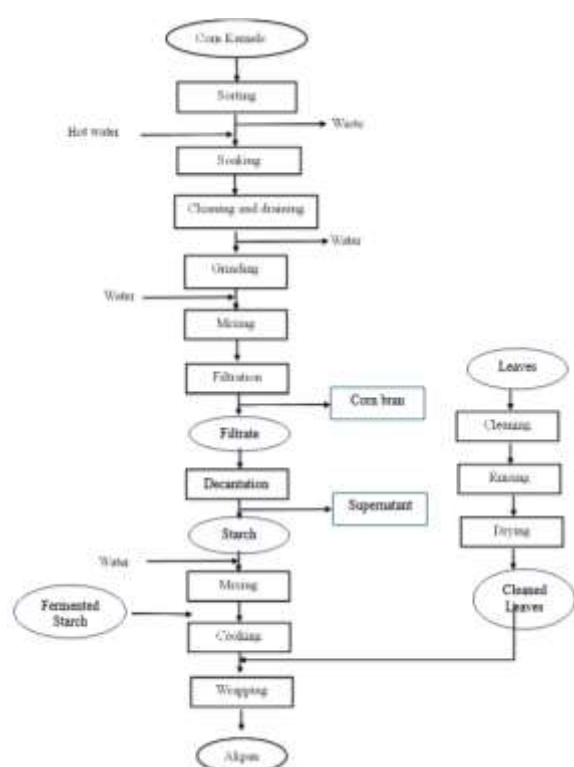 Corn Kernels
Sorting
Waste
Hot water
Soaking
Cleaning and draining
Water
Grinding
Water
Mixing
Filtration
Corn bran
Filtrate
Decantation
Supernatant
Starch
Water
Mixing
Fermented
Starch
Cooking
Wrapping
Akpan
Leaves
Cleaning
Rinsing
Drying
Cleaned
Leaves